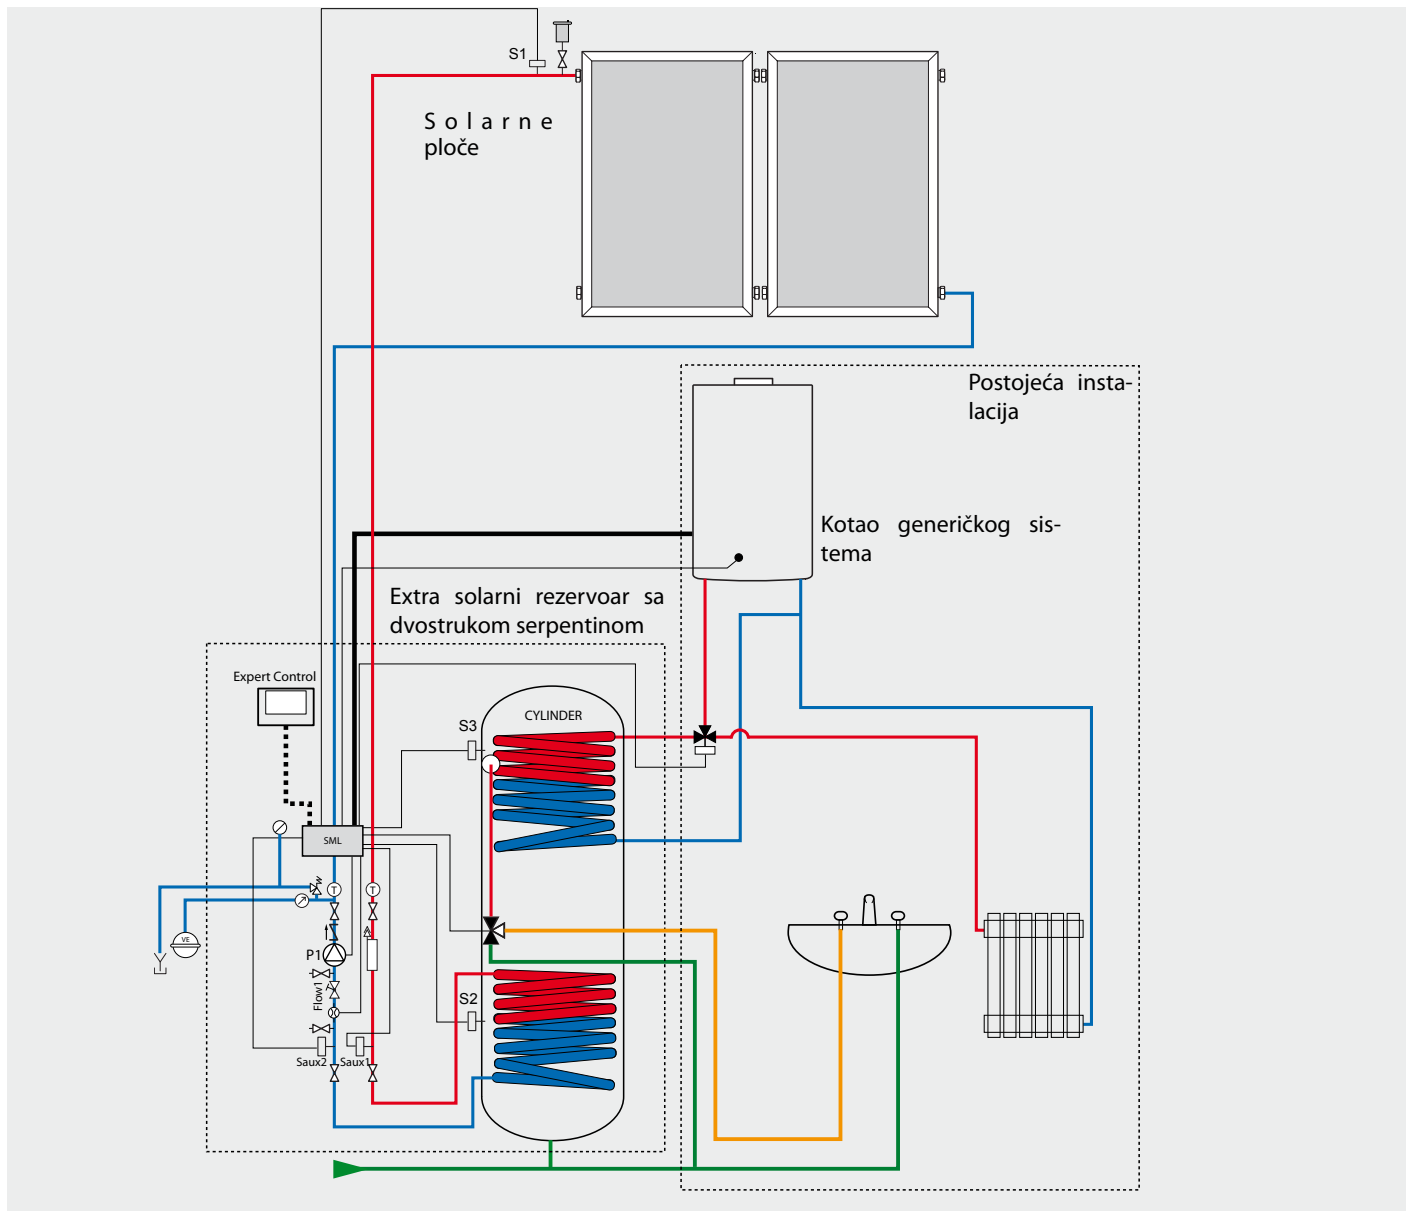 S1
Solarne
ploče
Postojeća insta-
lacija
Kotao generičkog sis-
tema
Extra solarni rezervoar sa
dvostrukom serpentinom
Expert Control
S3
CYLINDER
SML
T
T
VE
P1
Flow1
S2
Saux2
Saux1